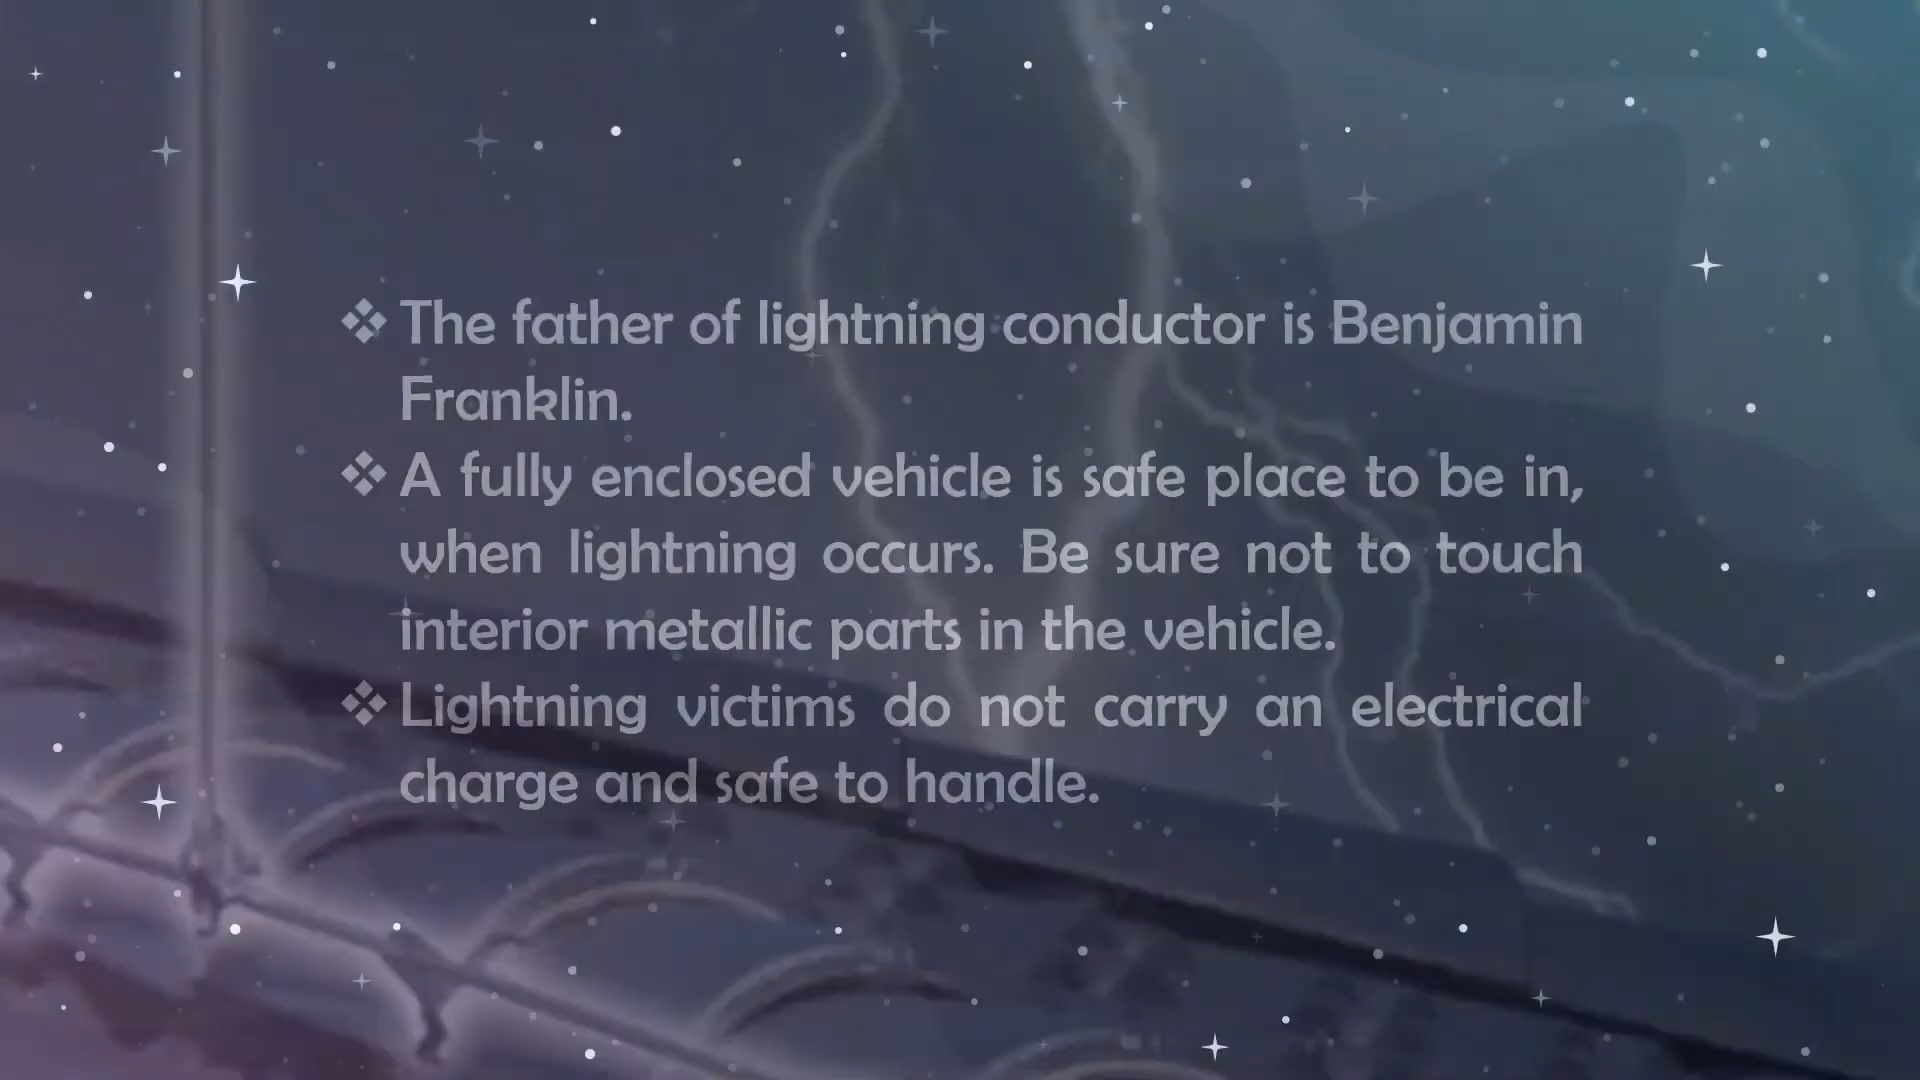 ❖ The father of lightning conductor is Benjamin
Franklin.
❖ A fully enclosed vehicle is safe place to be in,
when lightning occurs. Be sure not to touch
interior metallic parts in the vehicle.
❖ Lightning victims do not carry an electrical
charge and safe to handle.